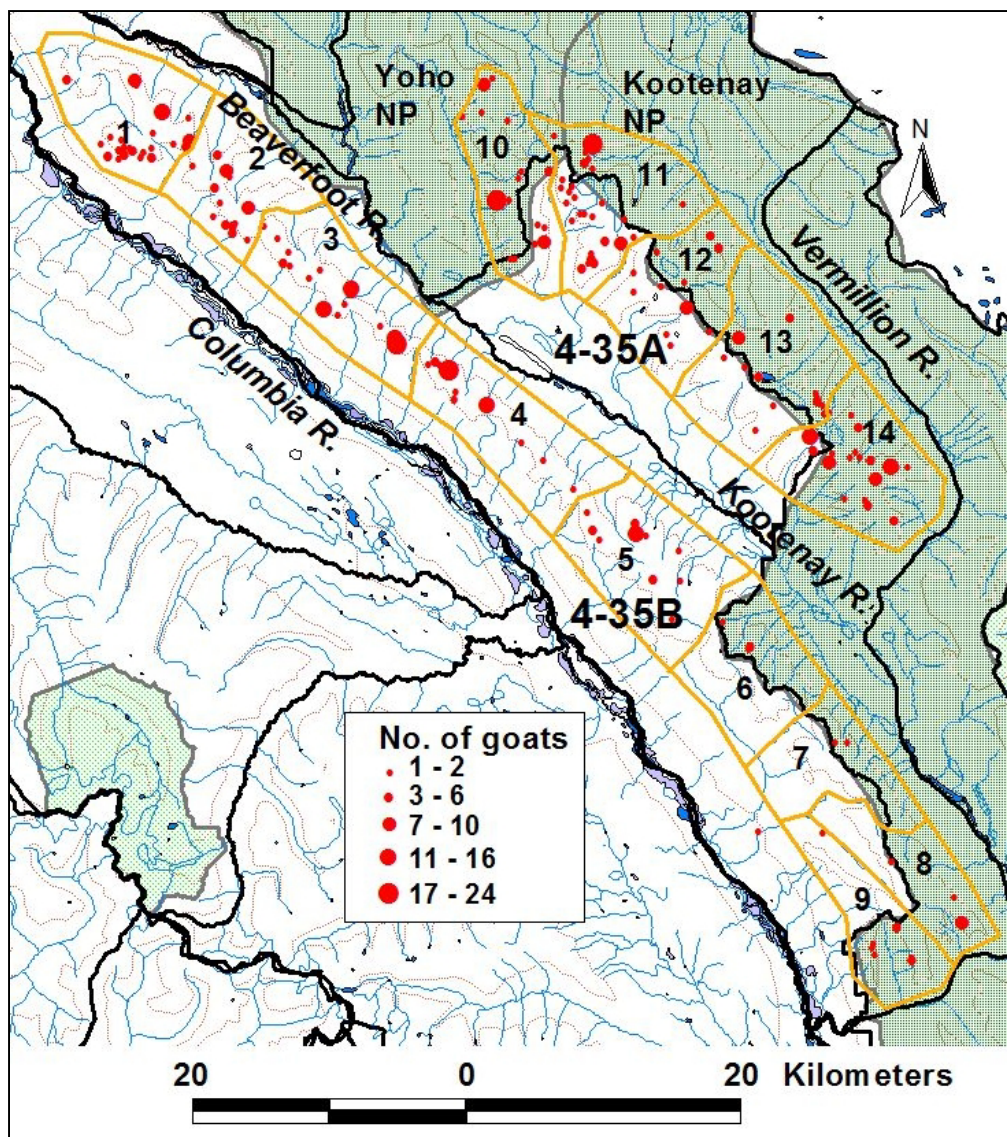 Yoho
NP
Kootenay
NP
N
Beaverfoot R.
1
2
3
10
11
12
13
14
Vermillion R.
4-35A
Columbia R.
4
Kootenay R.
5
4-35B
6
7
8
9
No. of goats
1 - 2
3 - 6
7 - 10
11 - 16
17 - 24
20 0 20 Kilometers